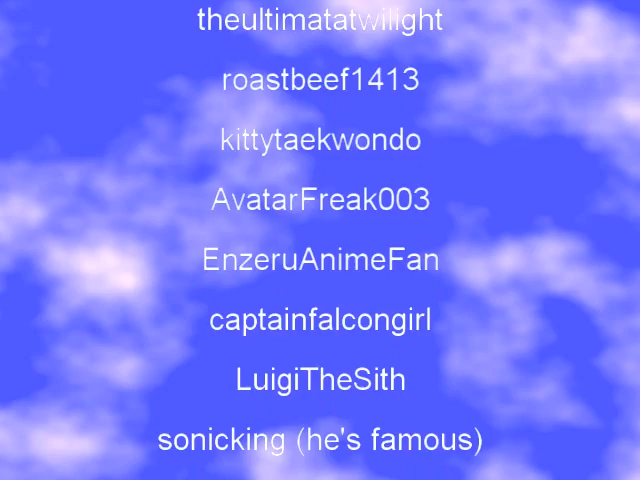 theultimatatwilight
roastbeef1413
kittytaekwondo
AvatarFreak003
EnzeruAnimeFan
captainfalcongirl
LuigiTheSith
sonicking (he's famous)